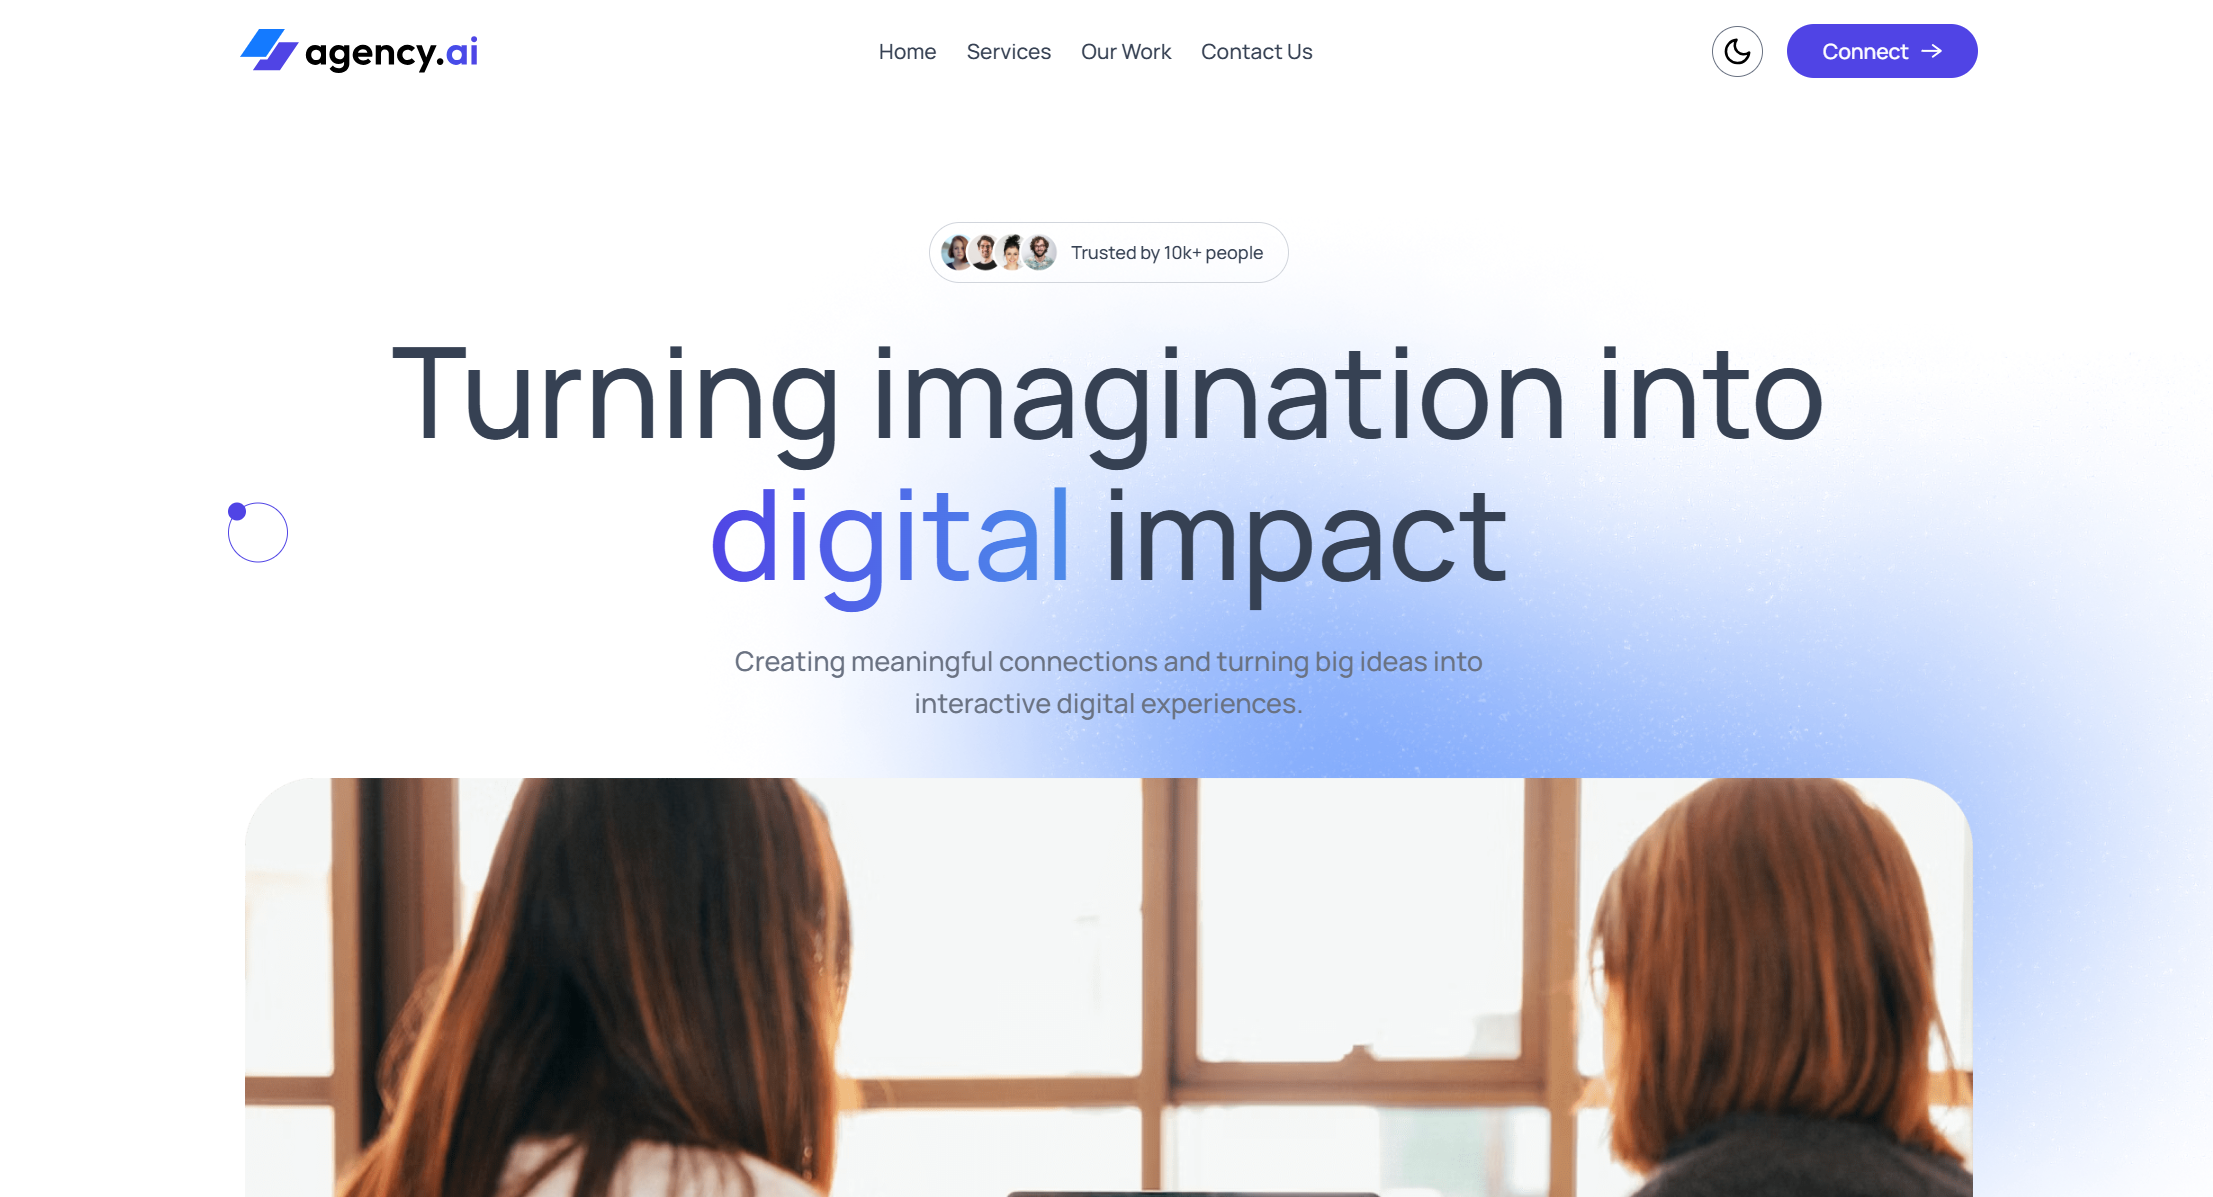 agency.ai
Home
Services
Our Work
Contact Us
Connect
Trusted by 10k+ people
Turning imagination into
digital impact
Creating meaningful connections and turning big ideas into
interactive digital experiences.